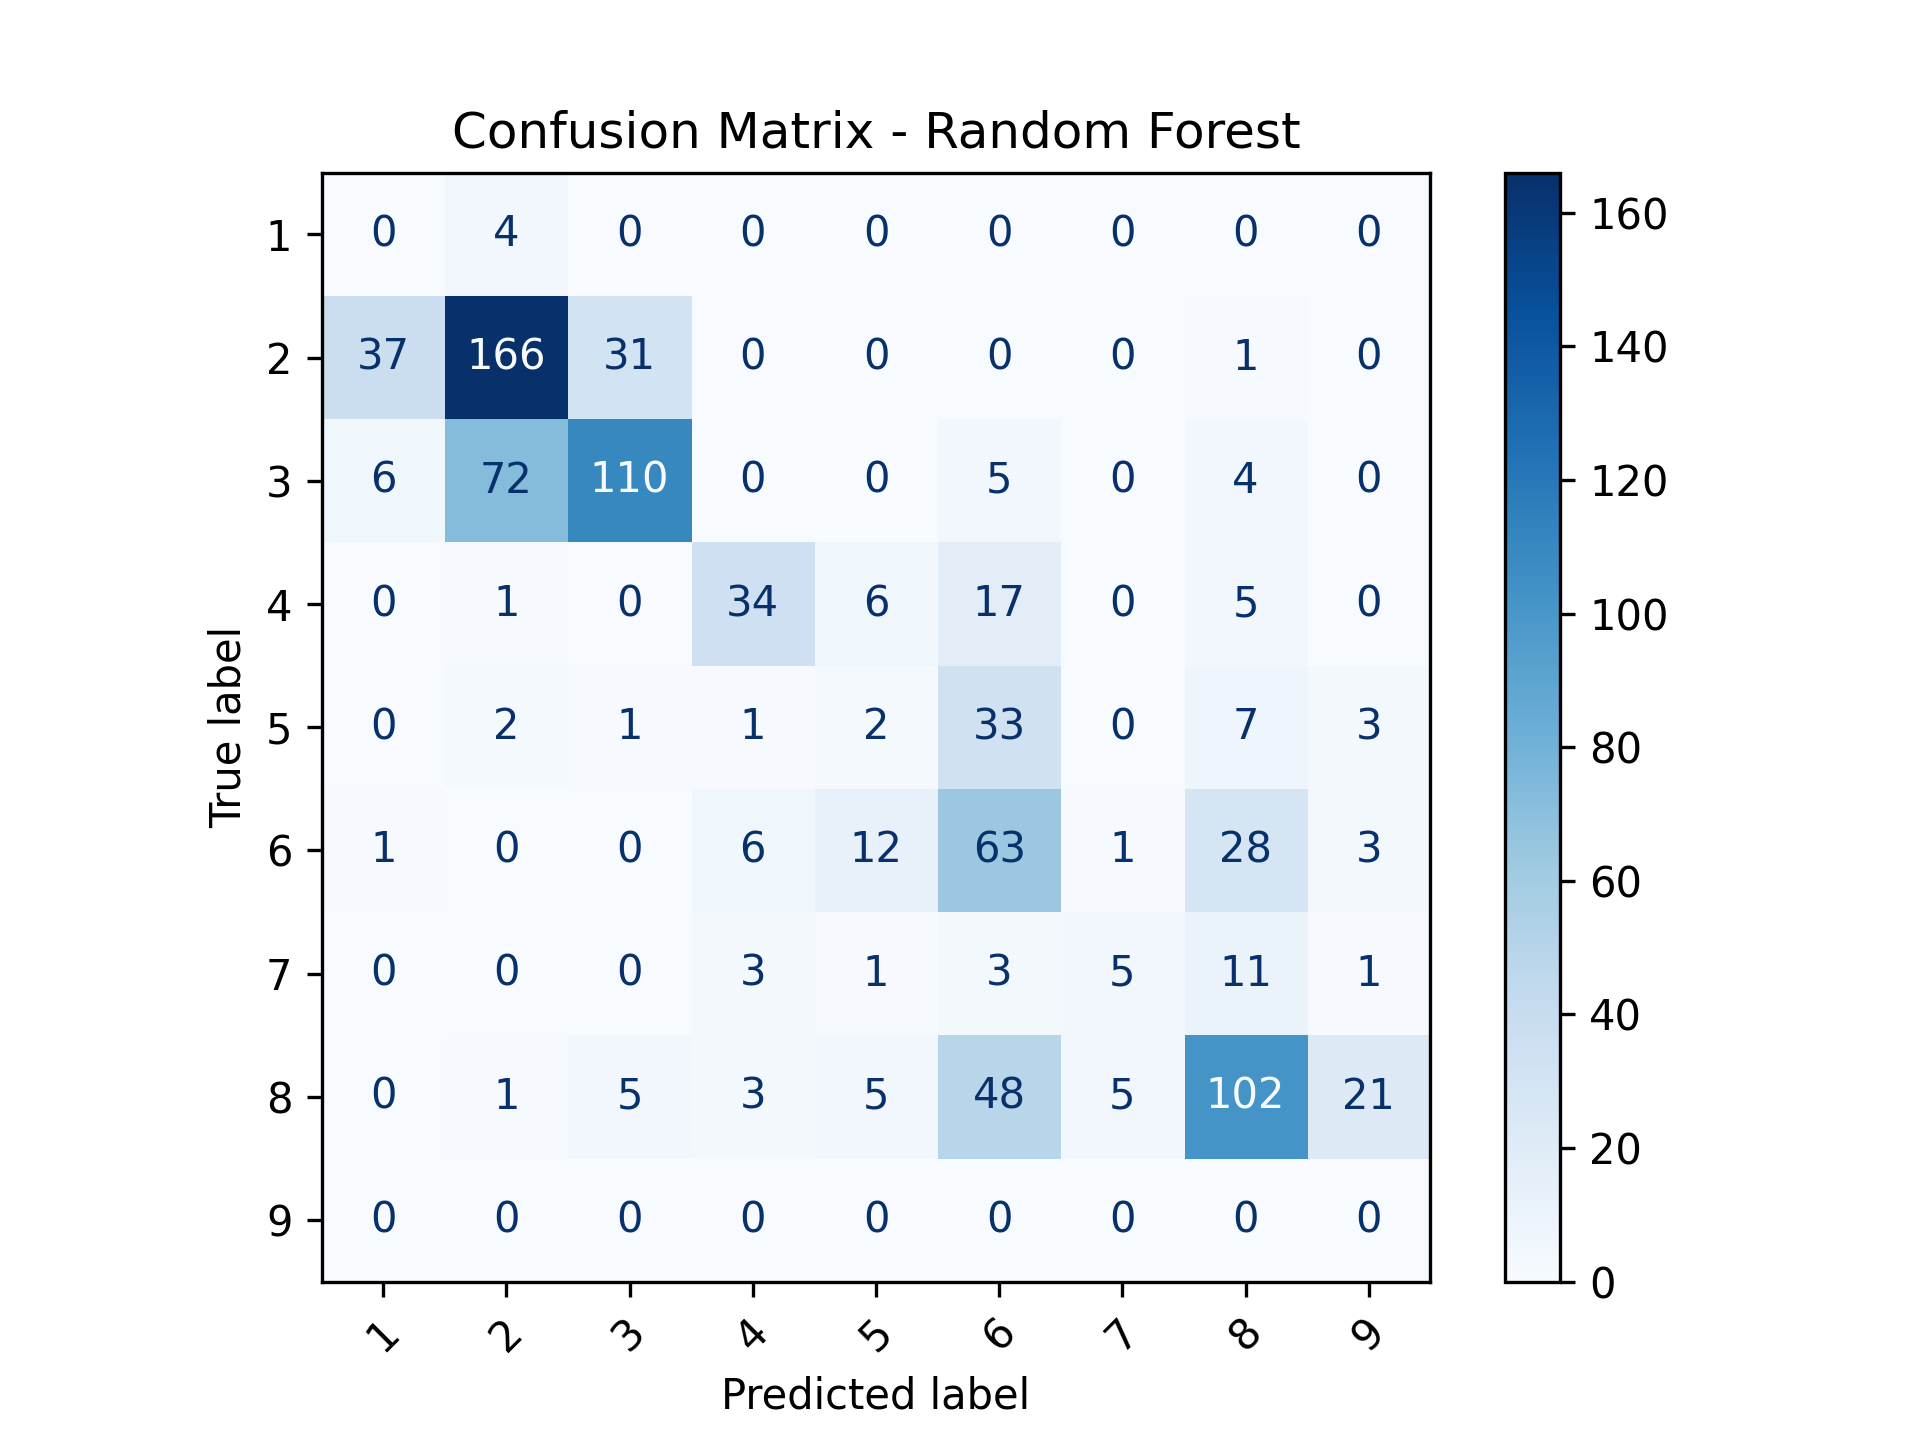 Confusion Matrix - Random Forest
True label
1 0 4 0 0 0 0 0 0 0
2 37 166 31 0 0 0 0 1 0
3 6 72 110 0 0 5 0 4 0
4 0 1 0 34 6 17 0 5 0
5 0 2 1 1 2 33 0 7 3
6 1 0 0 6 12 63 1 28 3
7 0 0 0 3 1 3 5 11 1
8 0 1 5 3 5 48 5 102 21
9 0 0 0 0 0 0 0 0 0
1 2 3 4 5 6 7 8 9
Predicted label
160
140
120
100
80
60
40
20
0